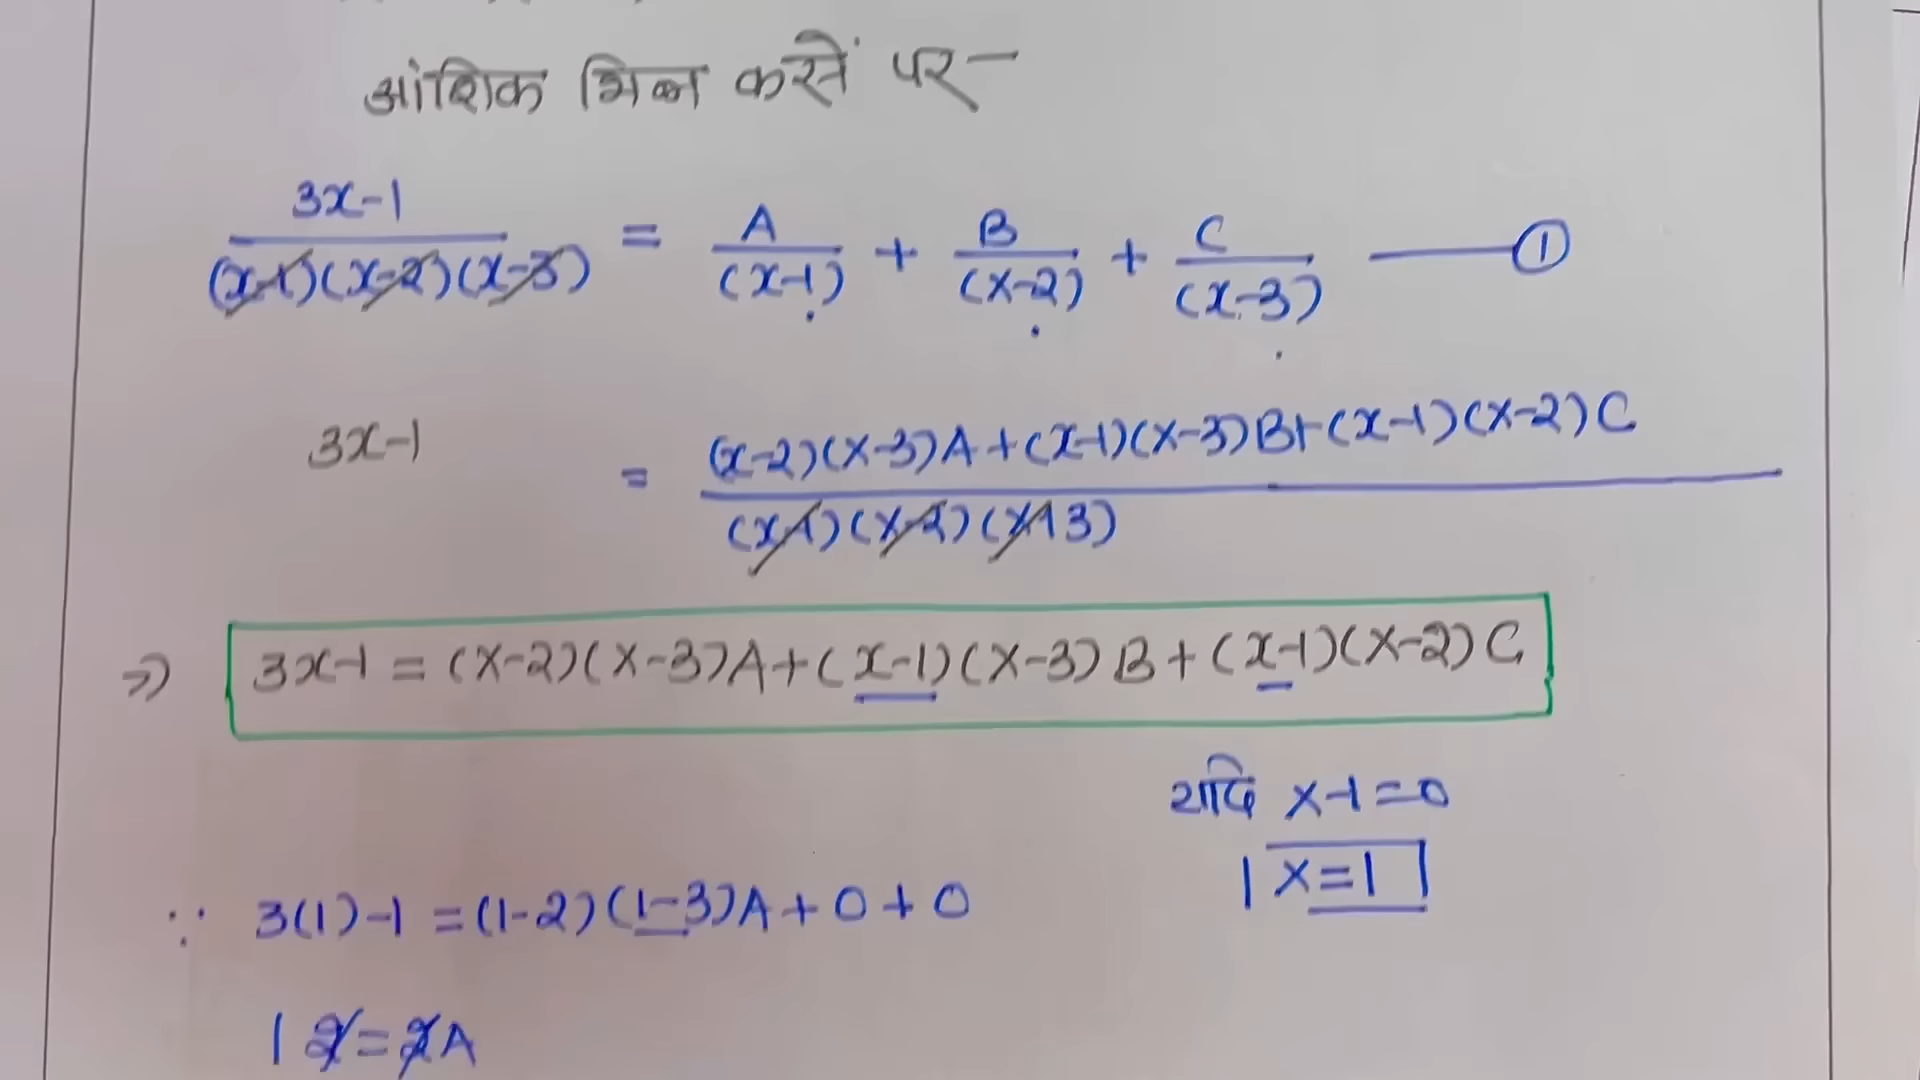 आंशिक भिन्न करनें पर—
3x-1/(x-1)(x-2)(x-3) = A/(x-1) + B/(x-2) + C/(x-3) —— ①
3x-1 = (x-2)(x-3)A+(x-1)(x-3)B+(x-1)(x-2)C/(x-1)(x-2)(x-3)
⇒ 3x-1 = (x-2)(x-3)A+(x-1)(x-3)B+(x-1)(x-2)C
यदि x-1=0
x=1
∵ 3(1)-1 =(1-2)(1-3)A+0+0
1 2=2A